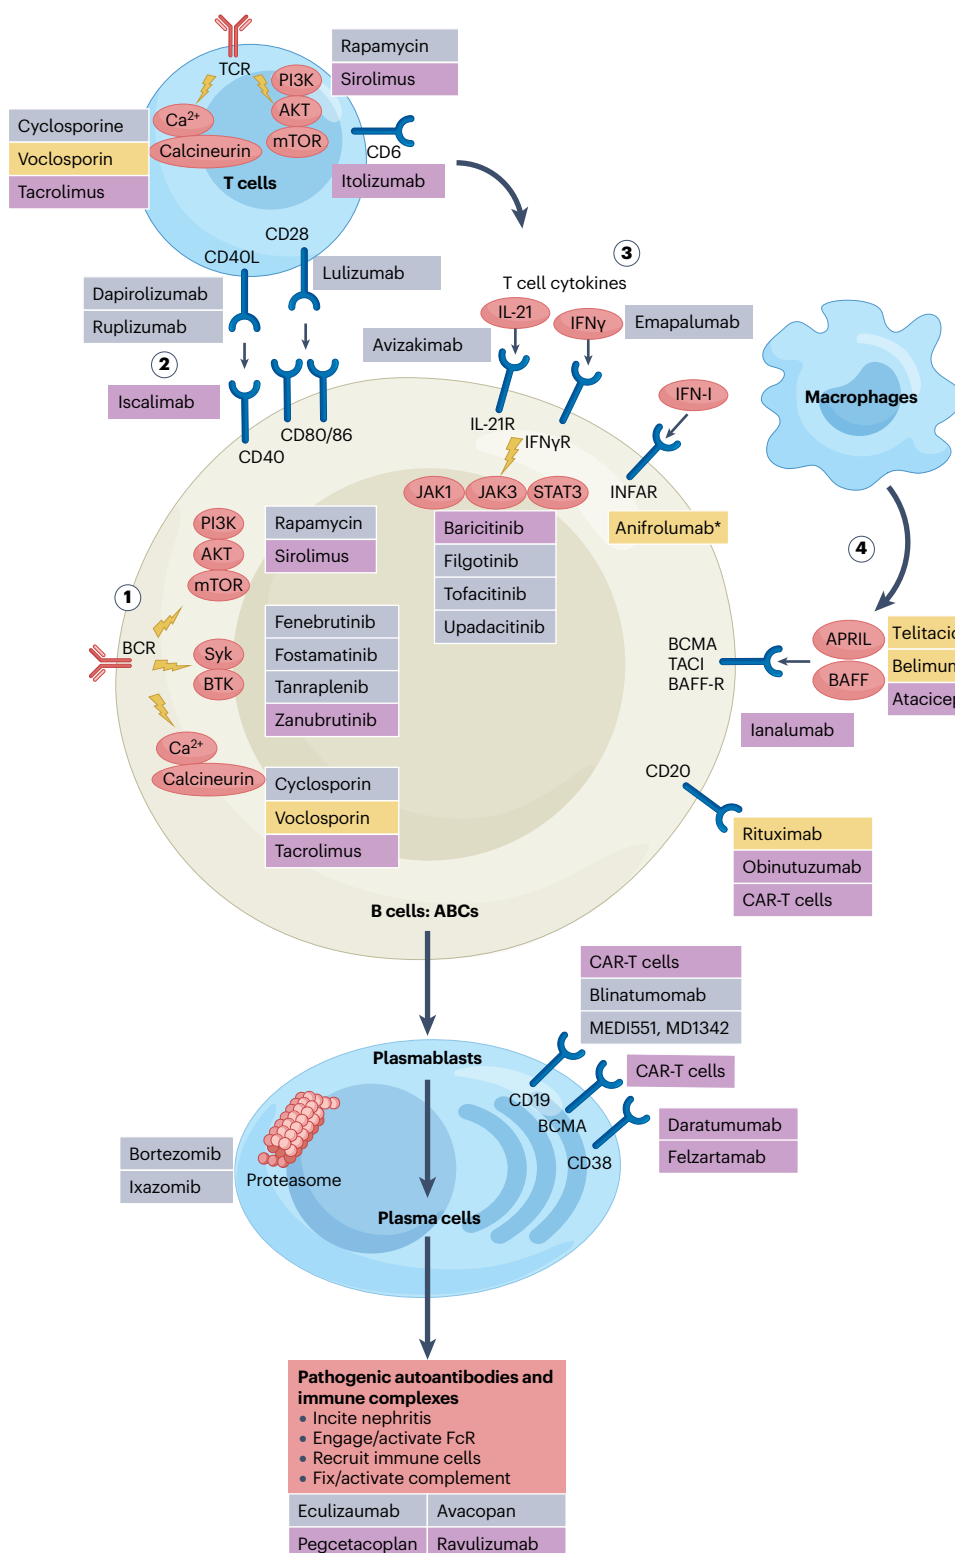 TCR
PI3K
AKT
mTOR
Rapamycin
Sirolimus
Ca2+
Calcineurin
Cyclosporine
Voclosporin
Tacrolimus
CD6
Itolizumab
T cells
CD28
CD40L
Lulizumab
Dapirolizumab
Ruplizumab
2
Iscalimab
CD40
CD80/86
3
T cell cytokines
IL-21
IFNγ
Emapalumab
Avizakimab
IL-21R
IFNγR
IFN-I
INFAR
Anifrolumab*
Macrophages
4
JAK1
JAK3
STAT3
Baricitinib
Filgotinib
Tofacitinib
Upadacitinib
1
BCR
PI3K
AKT
mTOR
Rapamycin
Sirolimus
Syk
BTK
Fenebrutinib
Fostamatinib
Tanraplenib
Zanubrutinib
Ca2+
Calcineurin
Cyclosporin
Voclosporin
Tacrolimus
BCMA
TACI
BAFF-R
APRIL
BAFF
Telitacic
Belimum
Atacicep
Ianalumab
CD20
Rituximab
Obinutuzumab
CAR-T cells
B cells: ABCs
CAR-T cells
Blinatumomab
MEDI551, MD1342
Plasmablasts
CD19
CAR-T cells
BCMA
Daratumumab
Felzartamab
CD38
Bortezomib
Ixazomib
Proteasome
Plasma cells
Pathogenic autoantibodies and
immune complexes
• Incite nephritis
• Engage/activate FcR
• Recruit immune cells
• Fix/activate complement
Eculizaumab
Avacopan
Pegcetacoplan
Ravulizumab